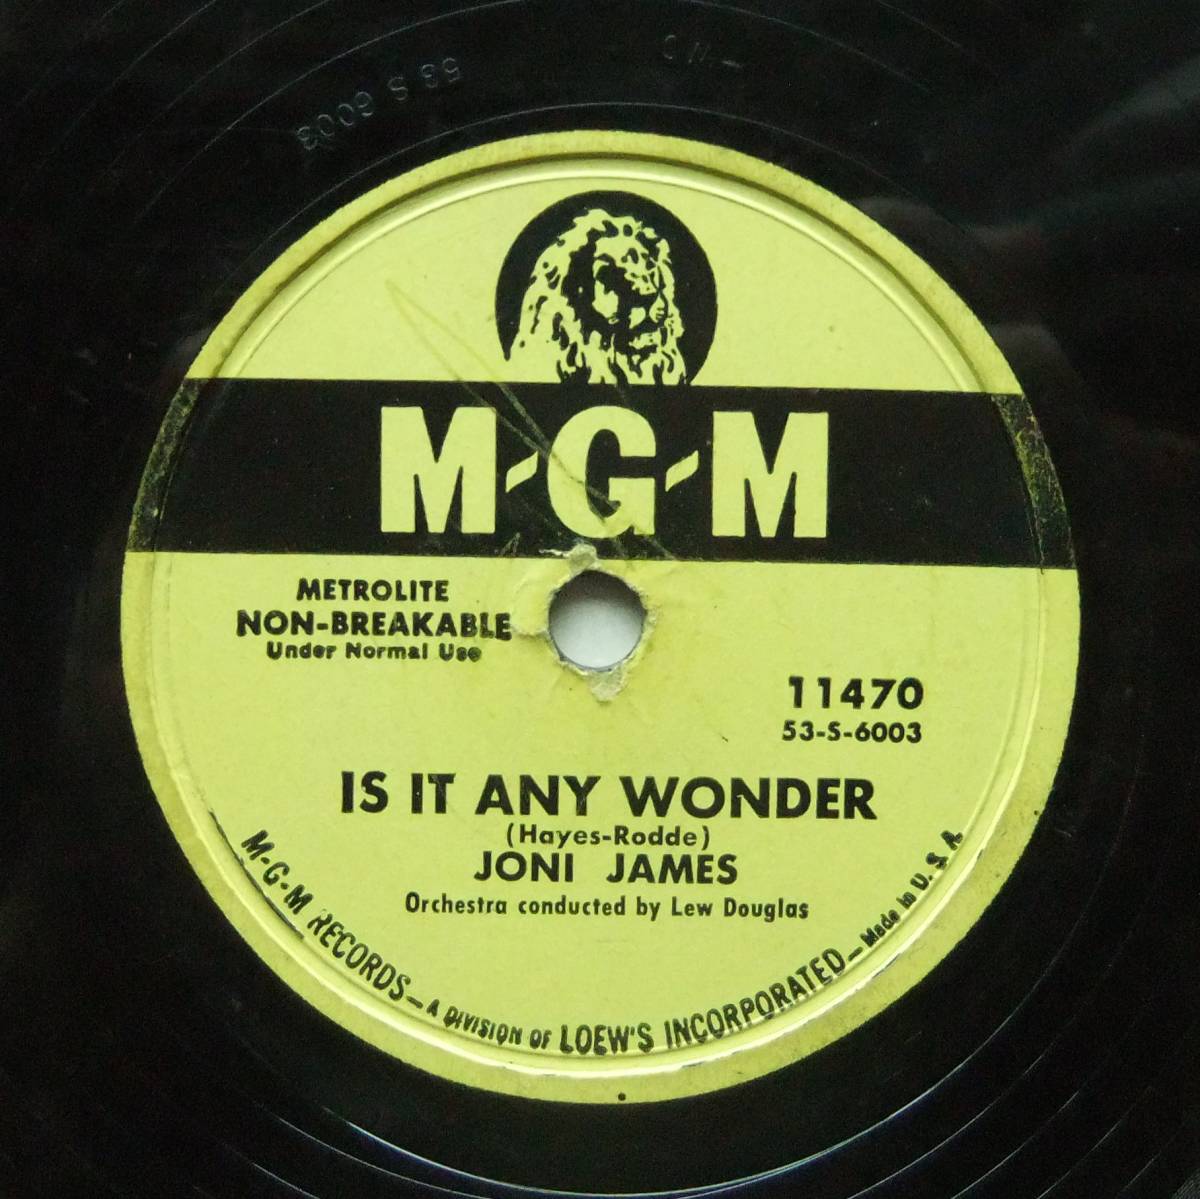 53 S 6003
M-G-M
METROLITE
NON-BREAKABLE
Under Normal Use
11470
53-S-6003
IS IT ANY WONDER
(Hayes-Rodde)
JONI JAMES
Orchestra conducted by Lew Douglas
M-G-M RECORDS—A DIVISION OF LOEW'S INCORPORATED—Made in U. S. A.